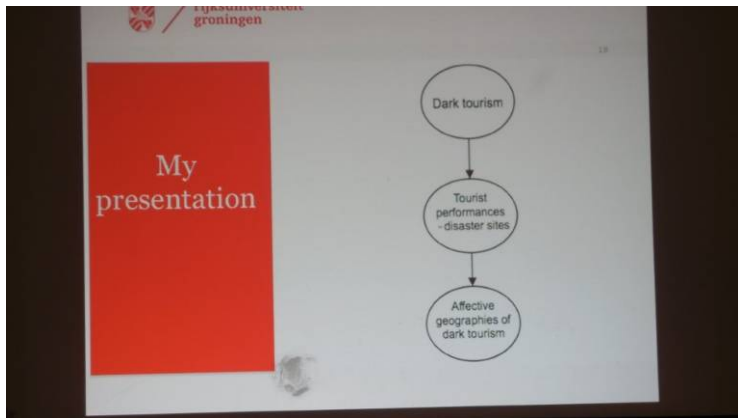 rijksuniversiteit
groningen
My
presentation
Dark tourism
Tourist
performances
- disaster sites
Affective
geographies of
dark tourism